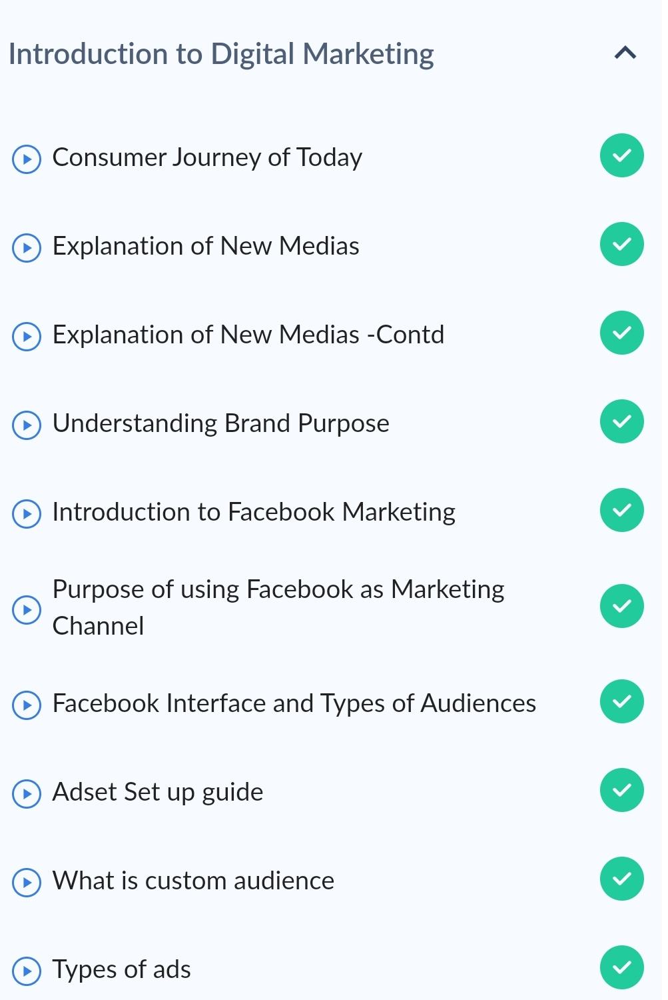 Introduction to Digital Marketing
Consumer Journey of Today
Explanation of New Medias
Explanation of New Medias -Contd
Understanding Brand Purpose
Introduction to Facebook Marketing
Purpose of using Facebook as Marketing
Channel
Facebook Interface and Types of Audiences
Adset Set up guide
What is custom audience
Types of ads